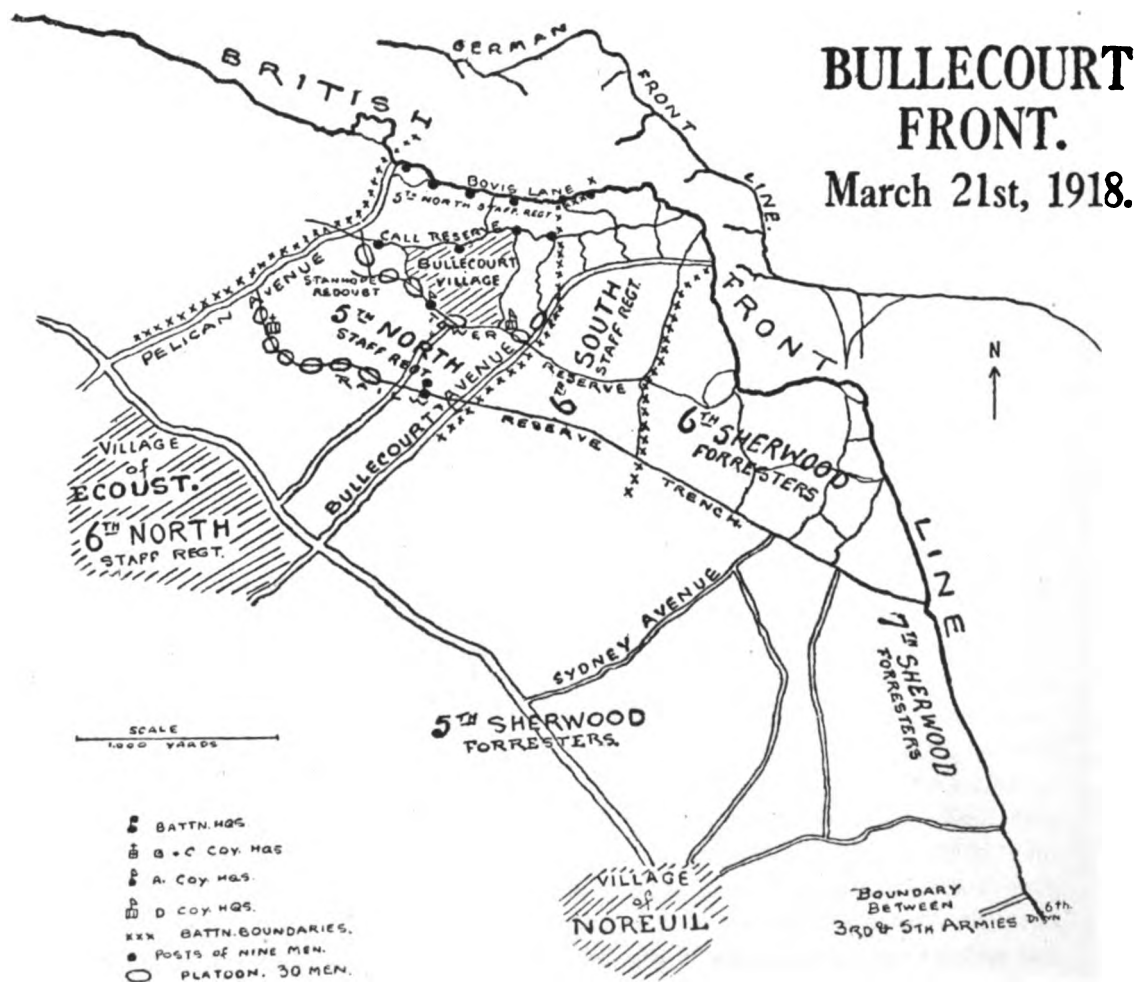 BULLECOURT
FRONT.
March 21st, 1918.
GERMAN FRONT LINE.
BRITISH FRONT LINE
BOVIS LANE
5TH NORTH STAFF. REGT
CALL RESERVE
BULLECOURT
VILLAGE
STANHOPE
REDOUBT
PELICAN AVENUE
5TH NORTH
STAFF REGT
RESERVE
6TH SOUTH
STAFF REGT.
BULLECOURT AVENUE
RESERVE TRENCH.
6TH SHERWOOD
FORRESTERS
N
VILLAGE
of
ECOUST.
6TH NORTH
STAFF REGT.
SYDNEY AVENUE
7TH SHERWOOD
FORRESTERS
5TH SHERWOOD
FORRESTERS.
SCALE
1000 YARDS
BATTN. HQS
B + C COY. HQS
A. COY HQS.
D COY HQS.
xxx BATTN. BOUNDARIES.
POSTS of NINE MEN.
PLATOON. 30 MEN.
VILLAGE
of
NOREUIL
BOUNDARY
BETWEEN
3RD & 5TH ARMIES
6th.
DIVN